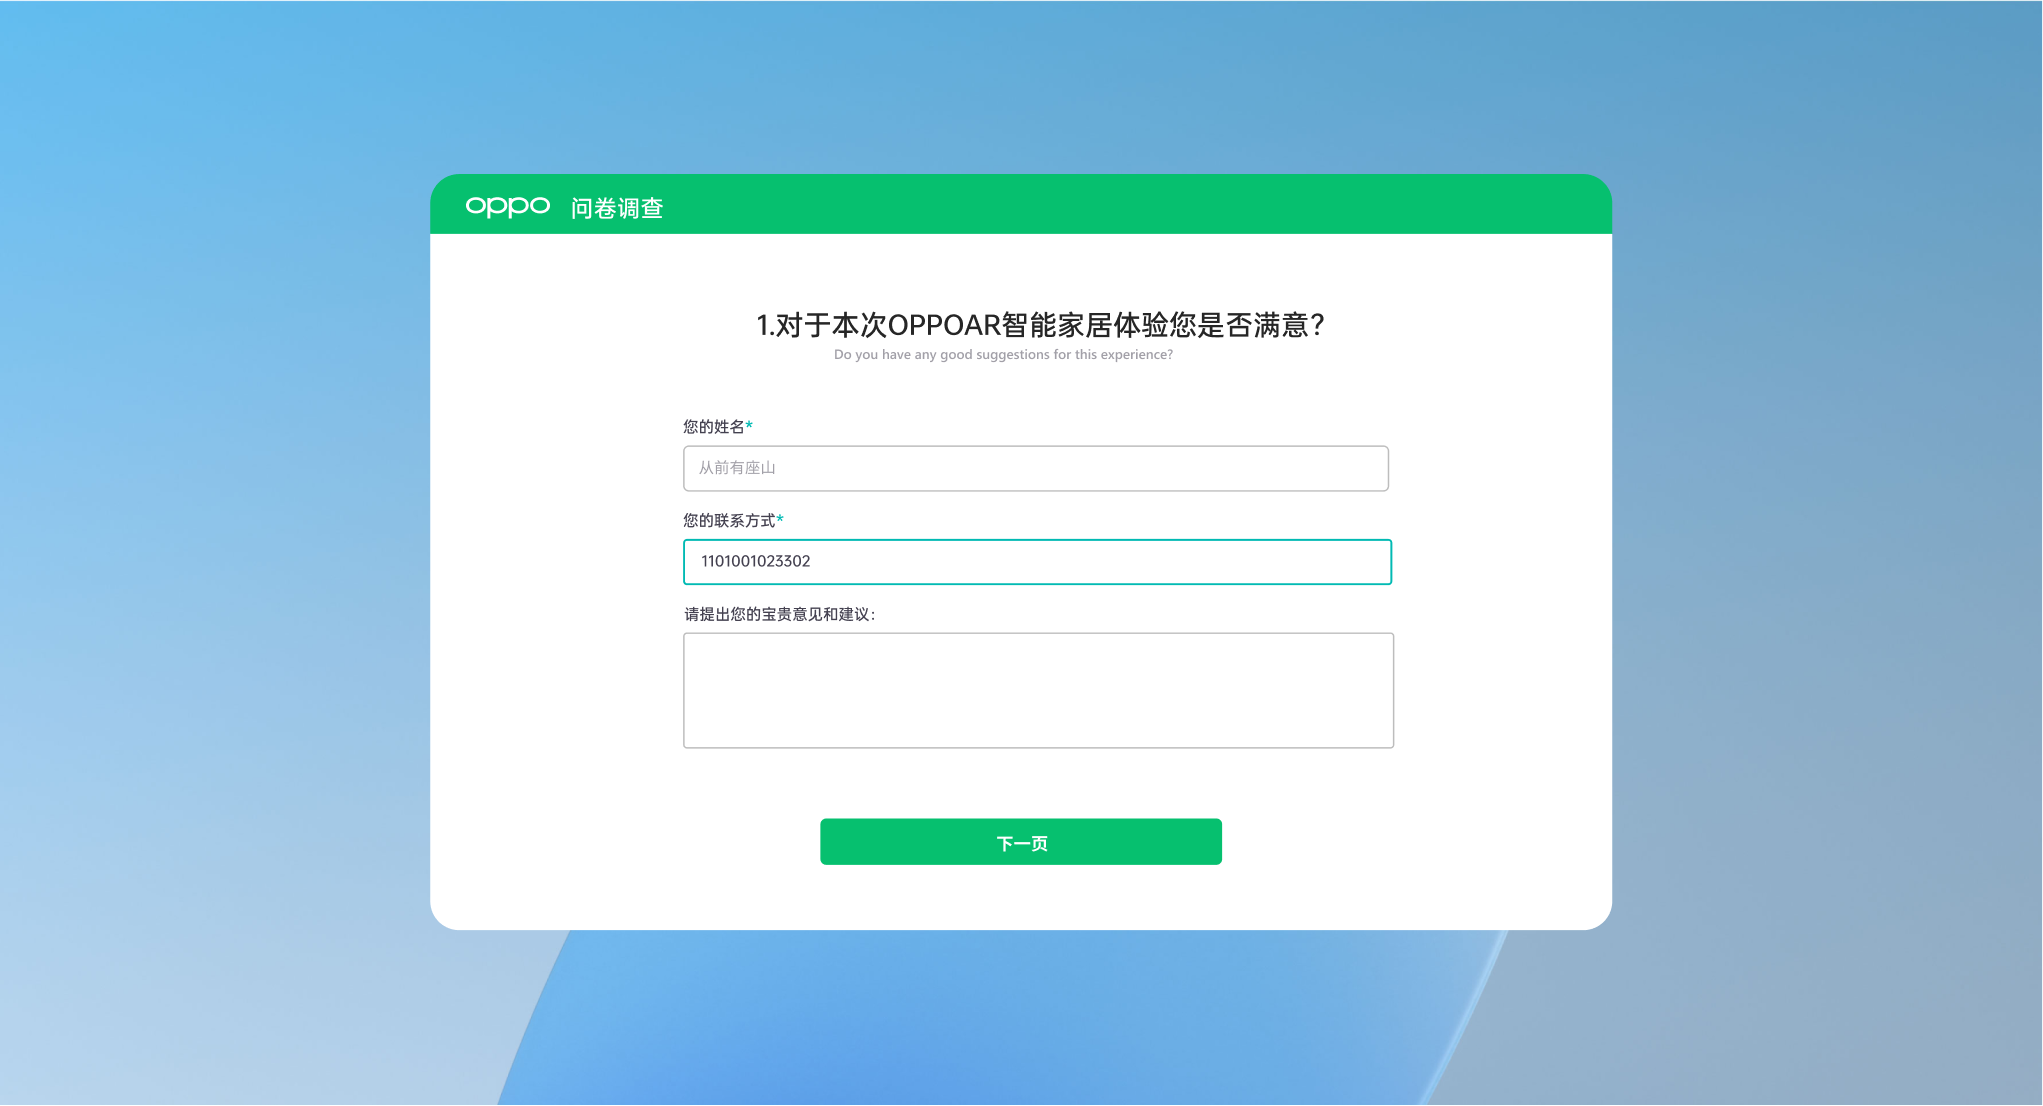 oppo 问卷调查
1.对于本次OPPOAR智能家居体验您是否满意？
Do you have any good suggestions for this experience?
您的姓名*
从前有座山
您的联系方式*
1101001023302
请提出您的宝贵意见和建议：
下一页